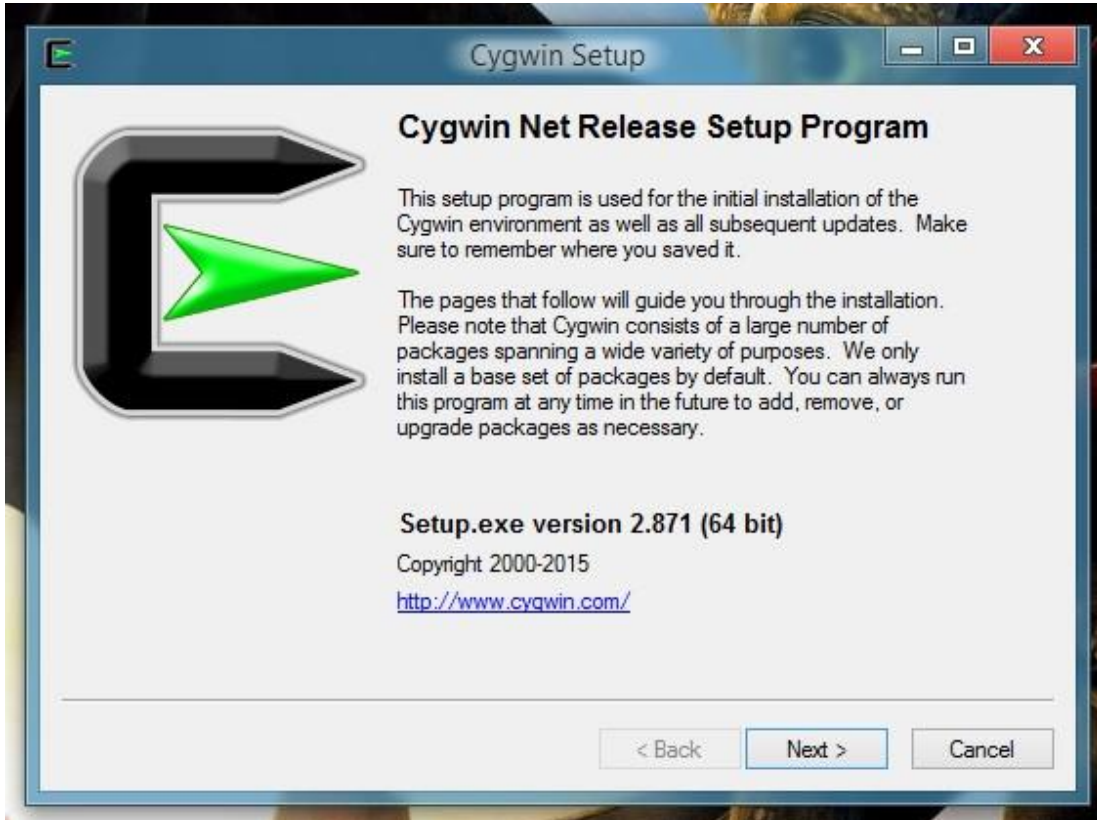 Cygwin Setup
Cygwin Net Release Setup Program
This setup program is used for the initial installation of the
Cygwin environment as well as all subsequent updates.  Make
sure to remember where you saved it.
The pages that follow will guide you through the installation.
Please note that Cygwin consists of a large number of
packages spanning a wide variety of purposes.  We only
install a base set of packages by default.  You can always run
this program at any time in the future to add, remove, or
upgrade packages as necessary.
Setup.exe version 2.871 (64 bit)
Copyright 2000-2015
http://www.cygwin.com/
< Back
Next >
Cancel